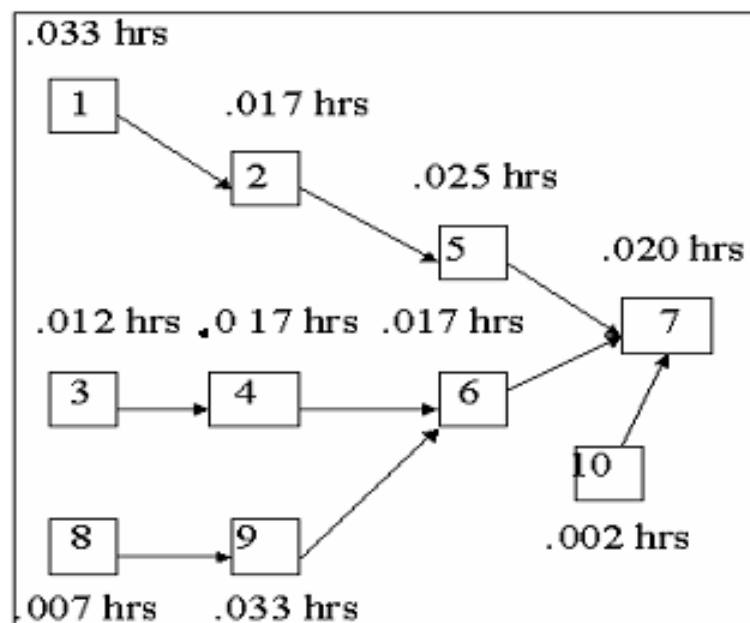 .033 hrs
1
.017 hrs
2
.025 hrs
5
.020 hrs
7
.012 hrs
.0 17 hrs
.017 hrs
3
4
6
10
.002 hrs
8
9
.007 hrs
.033 hrs